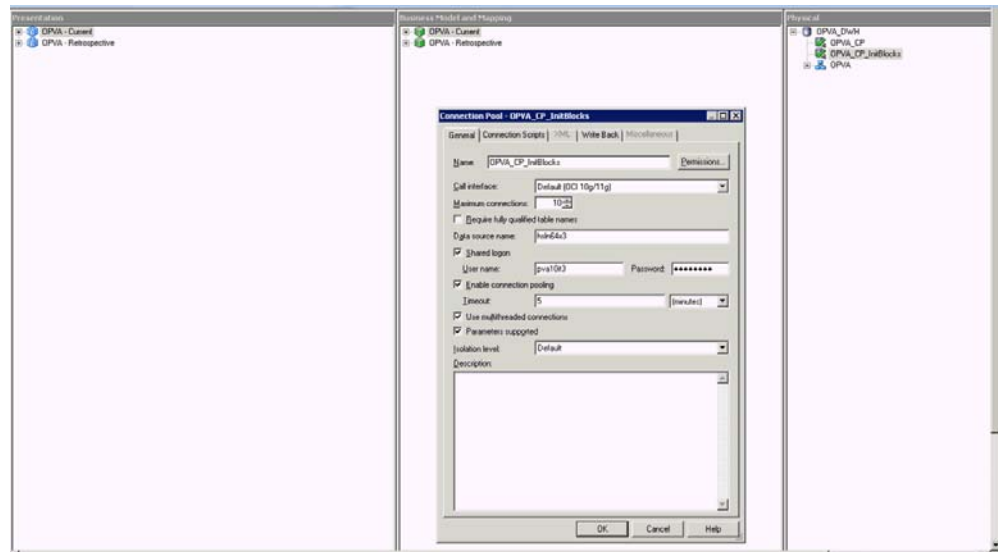 Presentation
Business Model and Mapping
Physical
OPVA - Current
OPVA - Retrospective
OPVA - Current
OPVA - Retrospective
OPVA_DWH
OPVA_CP
OPVA_CP_InitBlocks
OPVA
Connection Pool - OPVA_CP_InitBlocks
General Connection Scripts XML Write Back Miscellaneous
Name: OPVA_CP_InitBlocks Permissions...
Call interface: Default (OCI 10g/11g)
Maximum connections: 10
Require fully qualified table names
Data source name:
Shared logon
User name: pva10it3 Password: ●●●●●●●●
Enable connection pooling
Timeout: 5 (minutes)
Use multithreaded connections
Parameters supported
Isolation level: Default
Description:
OK Cancel Help